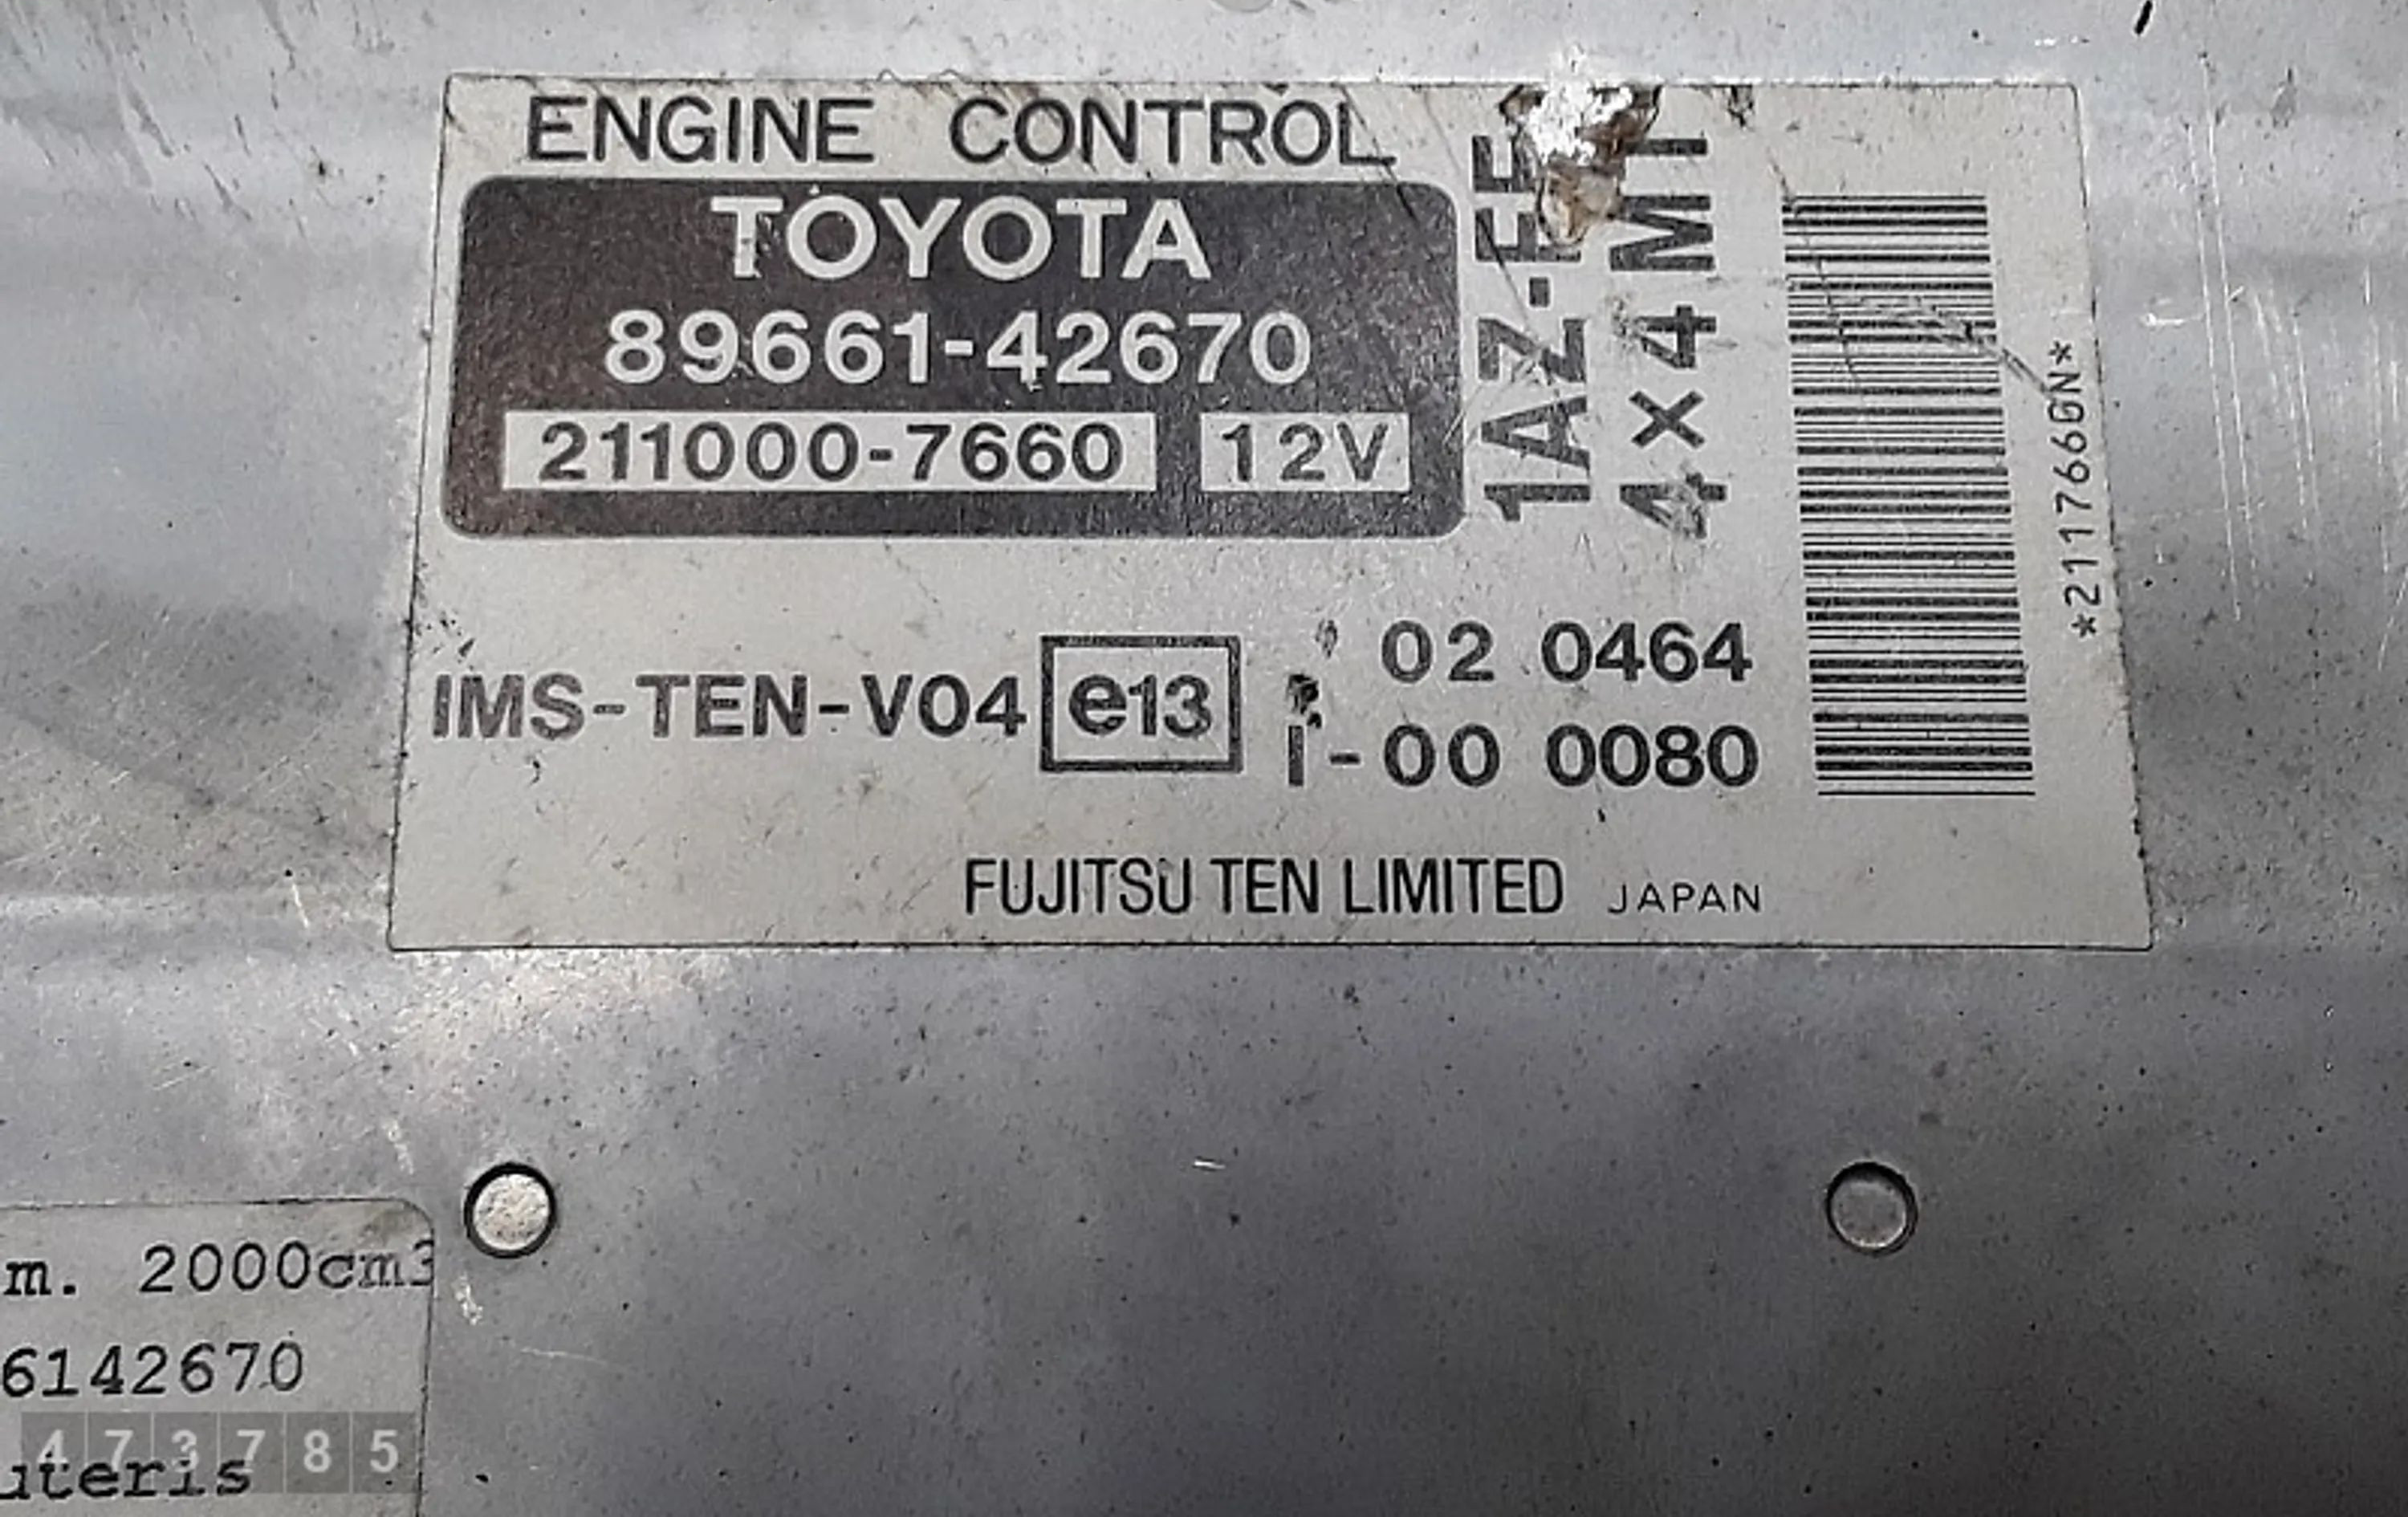 ENGINE CONTROL
TOYOTA
89661-42670
211000-7660 12V
1AZ-FE
4×4 MT
IMS-TEN-V04 e13
02 0464
I-00 0080
FUJITSU TEN LIMITED JAPAN
*2117660N*
m. 2000cm3
6142670
473785
uteris